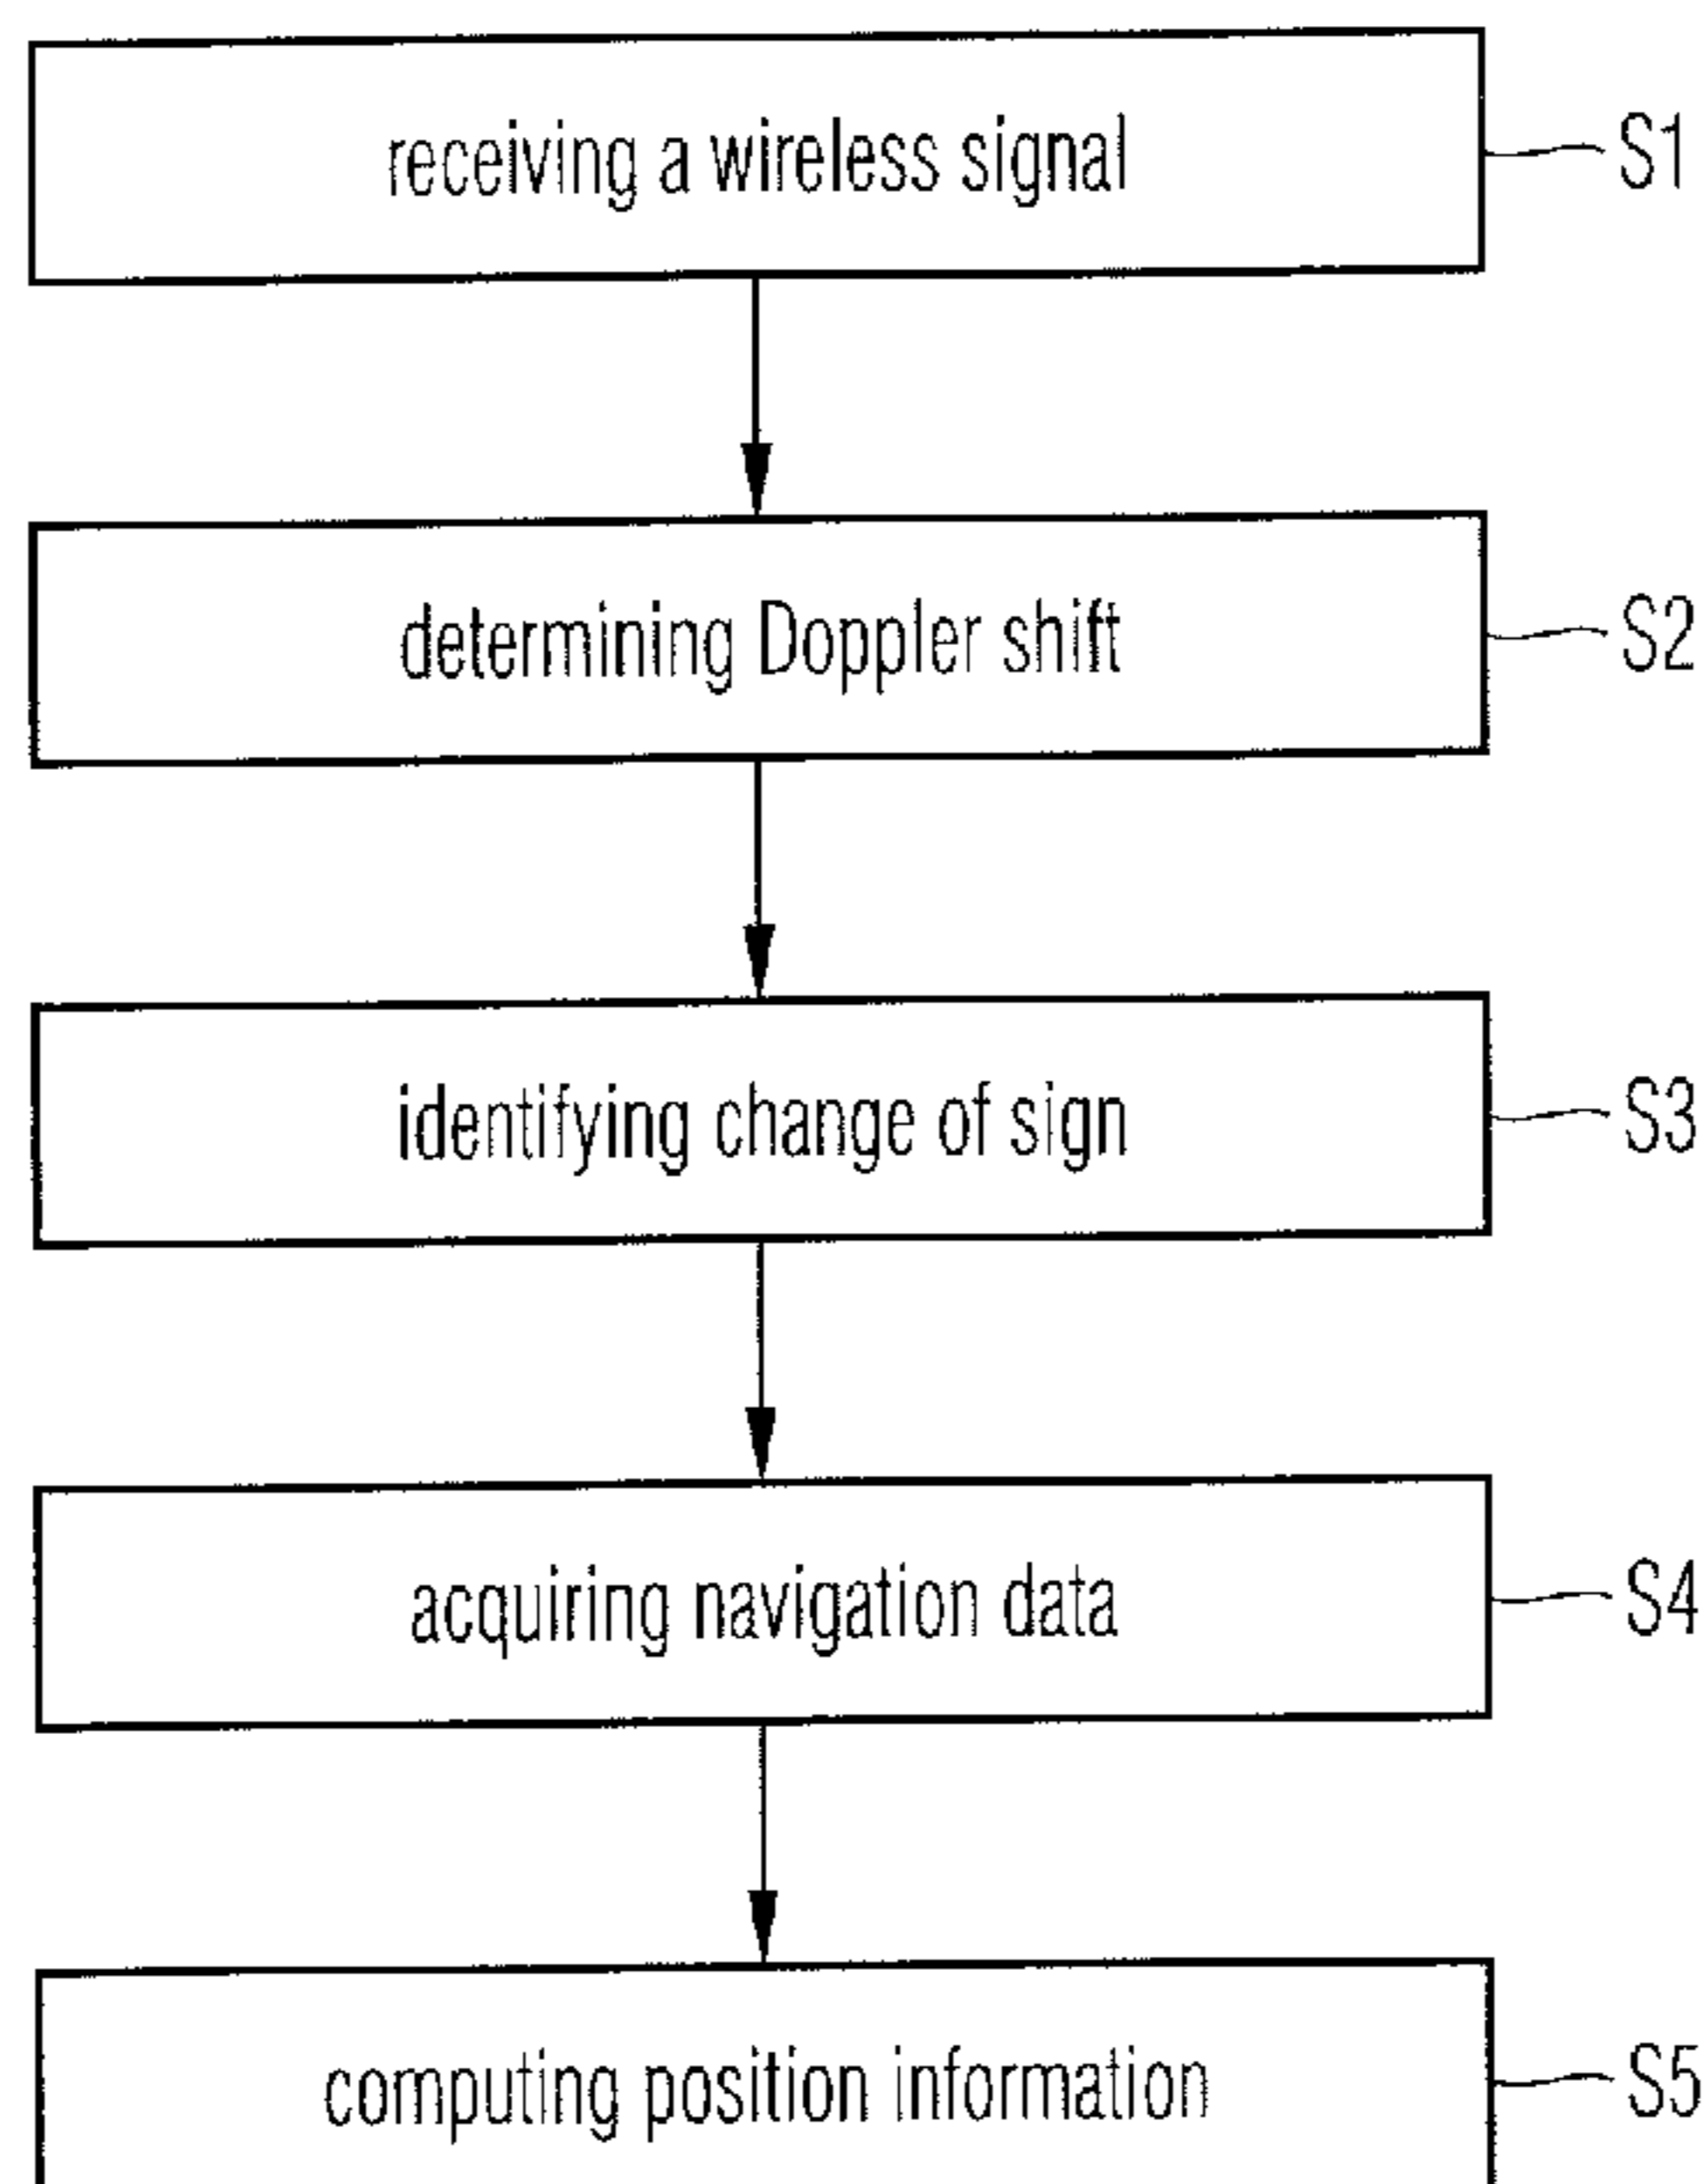 receiving a wireless signal S1
determining Doppler shift S2
identifying change of sign S3
acquiring navigation data S4
computing position information S5